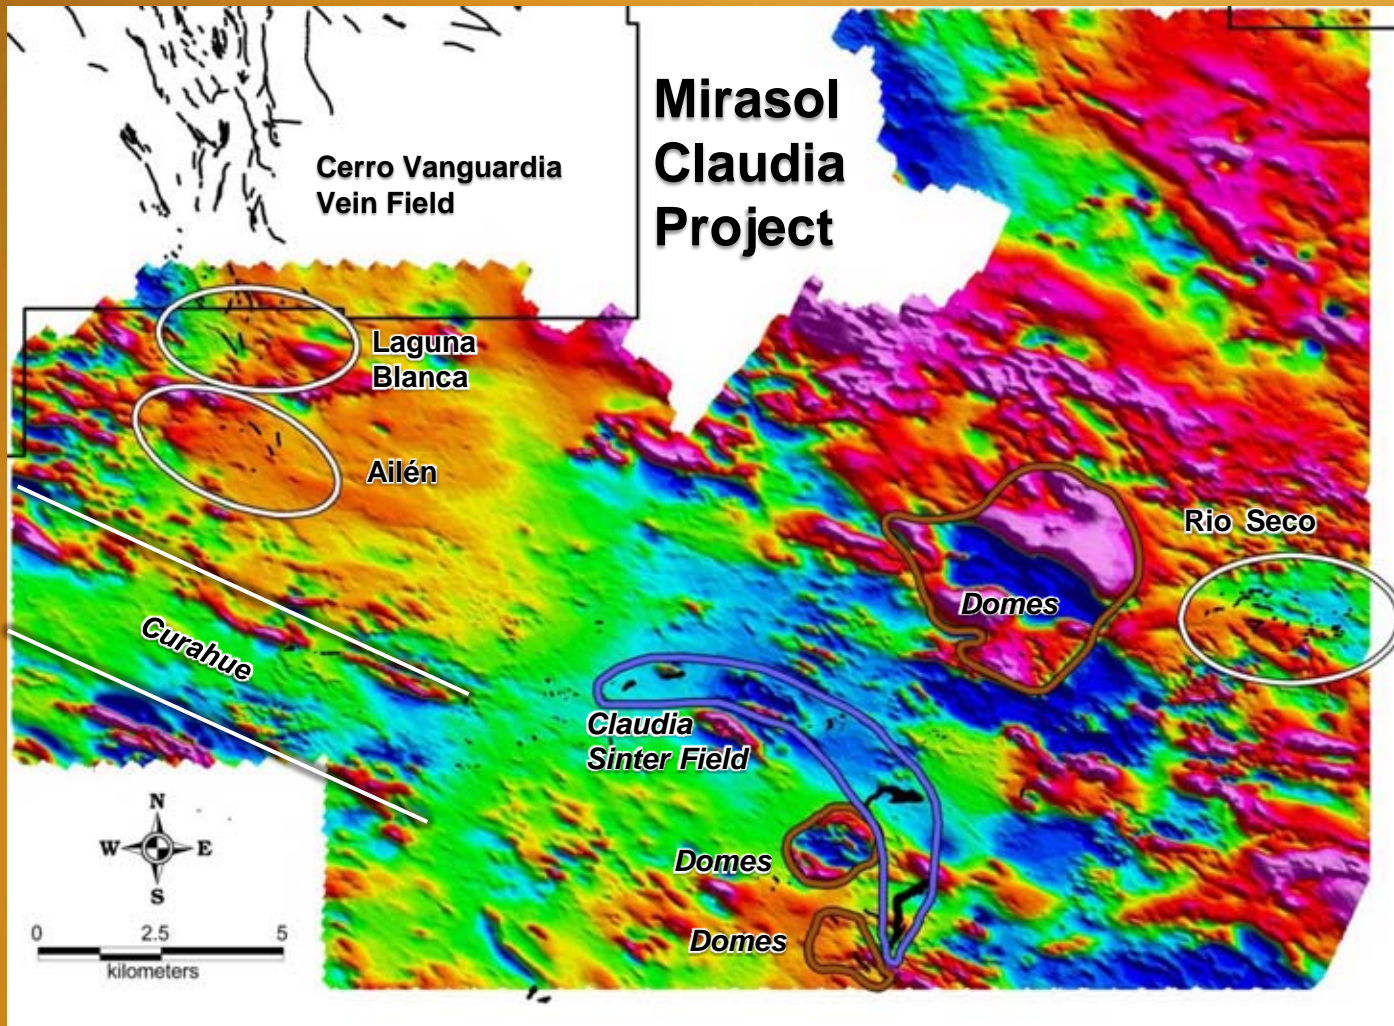 Mirasol
Claudia
Project
Cerro Vanguardia
Vein Field
Laguna
Blanca
Ailén
Rio Seco
Domes
Curahue
Claudia
Sinter Field
Domes
Domes
N
W E
S
0 2.5 5
kilometers